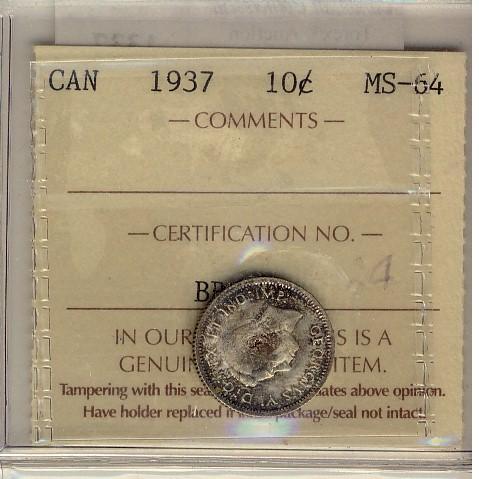 CAN 1937 10¢ MS-64
— COMMENTS —
— CERTIFICATION NO. —
IN OUR S IS A
GENUIN ITEM.
Tampering with this sea ates above opinion.
Have holder replaced if package/seal not intact